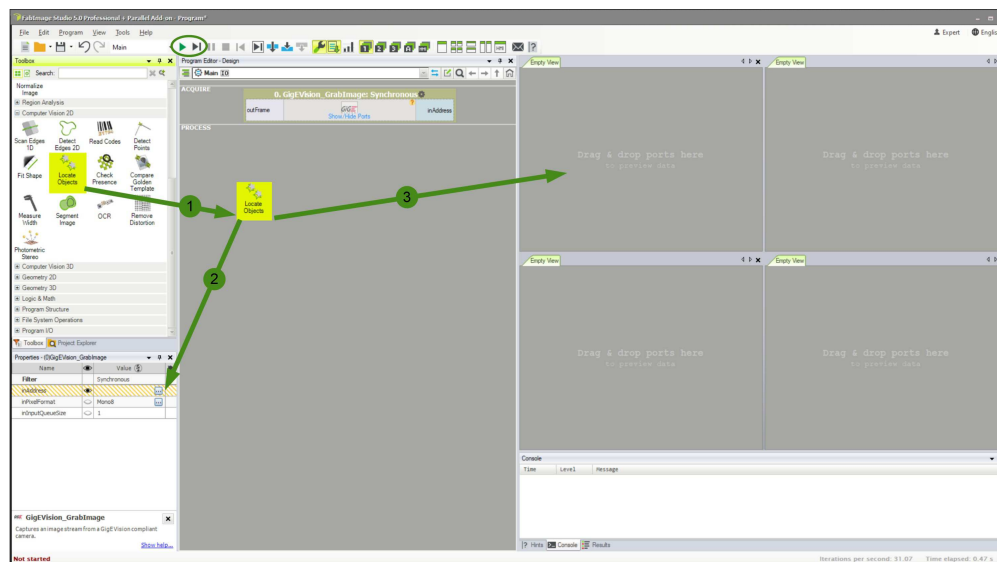 FabImage Studio 5.0 Professional + Parallel Add-on - Program*
File Edit Program View Tools Help
Expert Englis
Main
Toolbox
Program Editor - Design
Search:
Main
Empty View
Empty View
Normalize
Image
Region Analysis
Computer Vision 2D
Scan Edges
1D
Detect
Edges 2D
Read Codes
Detect
Points
Fit Shape
Locate
Objects
Check
Presence
Compare
Golden
Template
Measure
Width
Segment
Image
OCR
Remove
Distortion
Photometric
Stereo
Computer Vision 3D
Geometry 2D
Geometry 3D
Logic & Math
Program Structure
File System Operations
Program I/O
Toolbox Project Explorer
ACQUIRE
0. GigEVision_GrabImage: Synchronous
outFrame
Show/Hide Ports
inAddress
PROCESS
Locate
Objects
1
2
3
Drag & drop ports here
to preview data
Drag & drop ports here
to preview data
Empty View
Empty View
Drag & drop ports here
to preview data
Drag & drop ports here
to preview data
Properties - (0)GigEVision_GrabImage
Name Value
Filter Synchronous
inAddress
inPixelFormat Mono8
inInputQueueSize 1
GigEVision_GrabImage
Captures an image stream from a GigE Vision compliant
camera.
Show help...
Console
Time Level Message
Hints Console Results
Not started
Iterations per second: 31.07 Time elapsed: 0.47 s